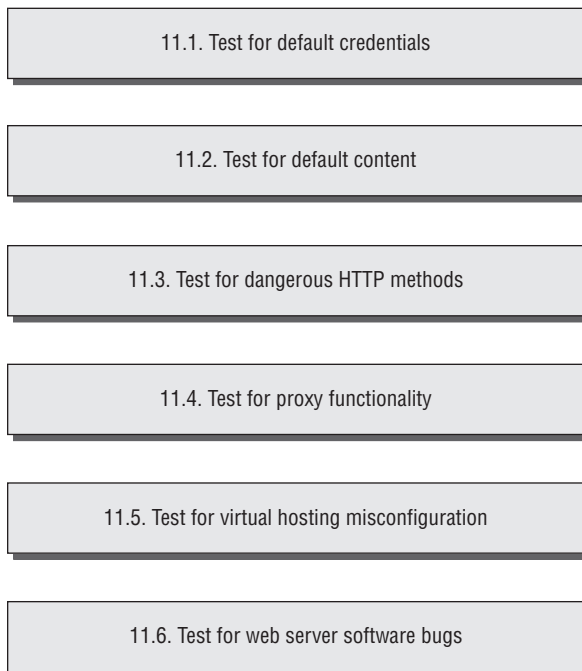 11.1. Test for default credentials
11.2. Test for default content
11.3. Test for dangerous HTTP methods
11.4. Test for proxy functionality
11.5. Test for virtual hosting misconfiguration
11.6. Test for web server software bugs